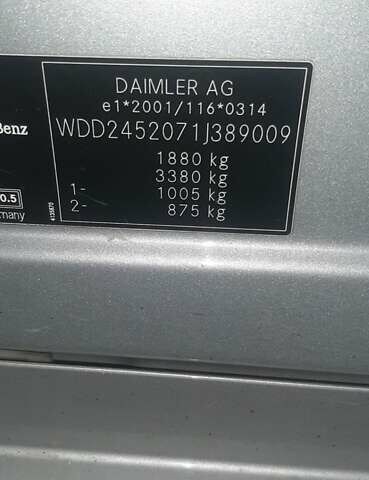 DAIMLER AG
e1*2001/116*0314
WDD2452071J389009
1880 kg
3380 kg
1- 1005 kg
2- 875 kg
Benz
0.5
many
4135870